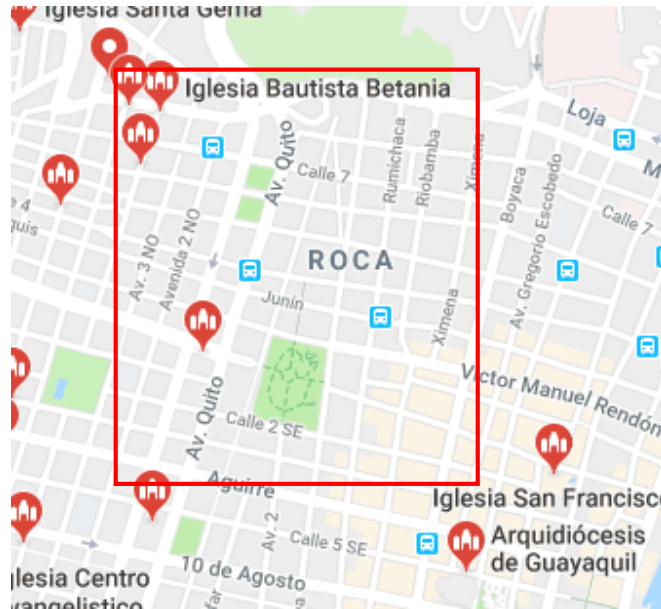 Iglesia Santa Gema
Iglesia Bautista Betania
Loja
Av. Quito
Calle 7
Rumichaca
Riobamba
Ximena
Boyaca
Av. Gregorio Escobedo
Calle 7
Av. 3 NO
Avenida 2 NO
ROCA
Junín
Ximena
Victor Manuel Rendón
Av. Quito
Calle 2 SE
Aguirre
Iglesia San Francisco
Av. 2
Calle 5 SE
Arquidiócesis
de Guayaquil
10 de Agosto
glesia Centro
vangelistico